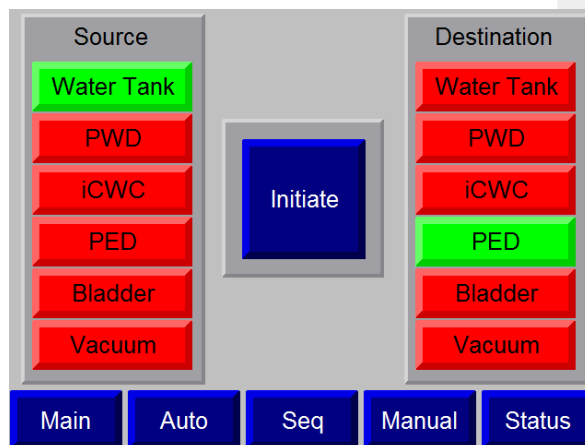 Source
Water Tank
PWD
iCWC
PED
Bladder
Vacuum
Initiate
Destination
Water Tank
PWD
iCWC
PED
Bladder
Vacuum
Main
Auto
Seq
Manual
Status